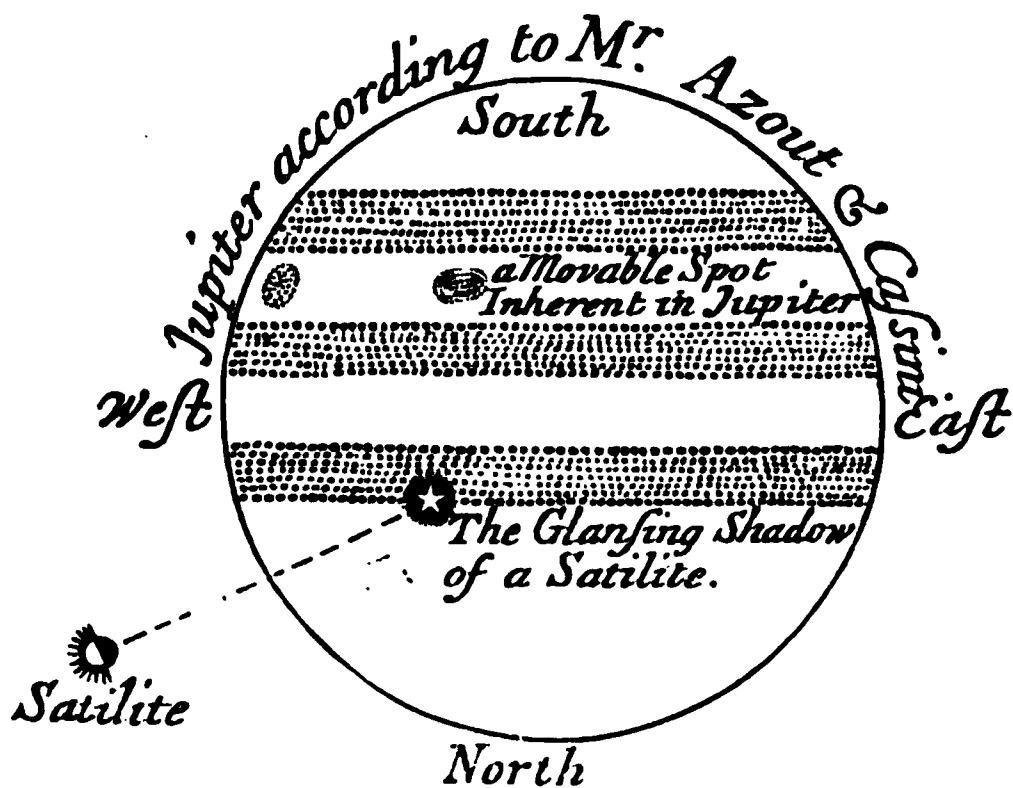 Jupiter according to Mr. Azout & Caſsini.
South
a Movable Spot
Inherent in Jupiter
Weſt
Eaſt
The Glanſing Shadow
of a Satilite.
Satilite
North